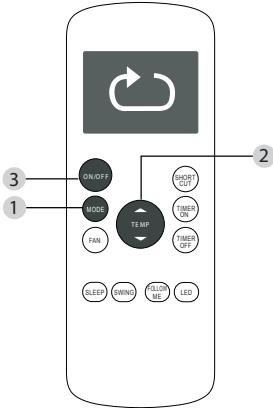 2
3
ON/OFF
SHORT
CUT
1
MODE
TEMP
TIMER
ON
FAN
TIMER
OFF
SLEEP
SWING
FOLLOW
ME
LED